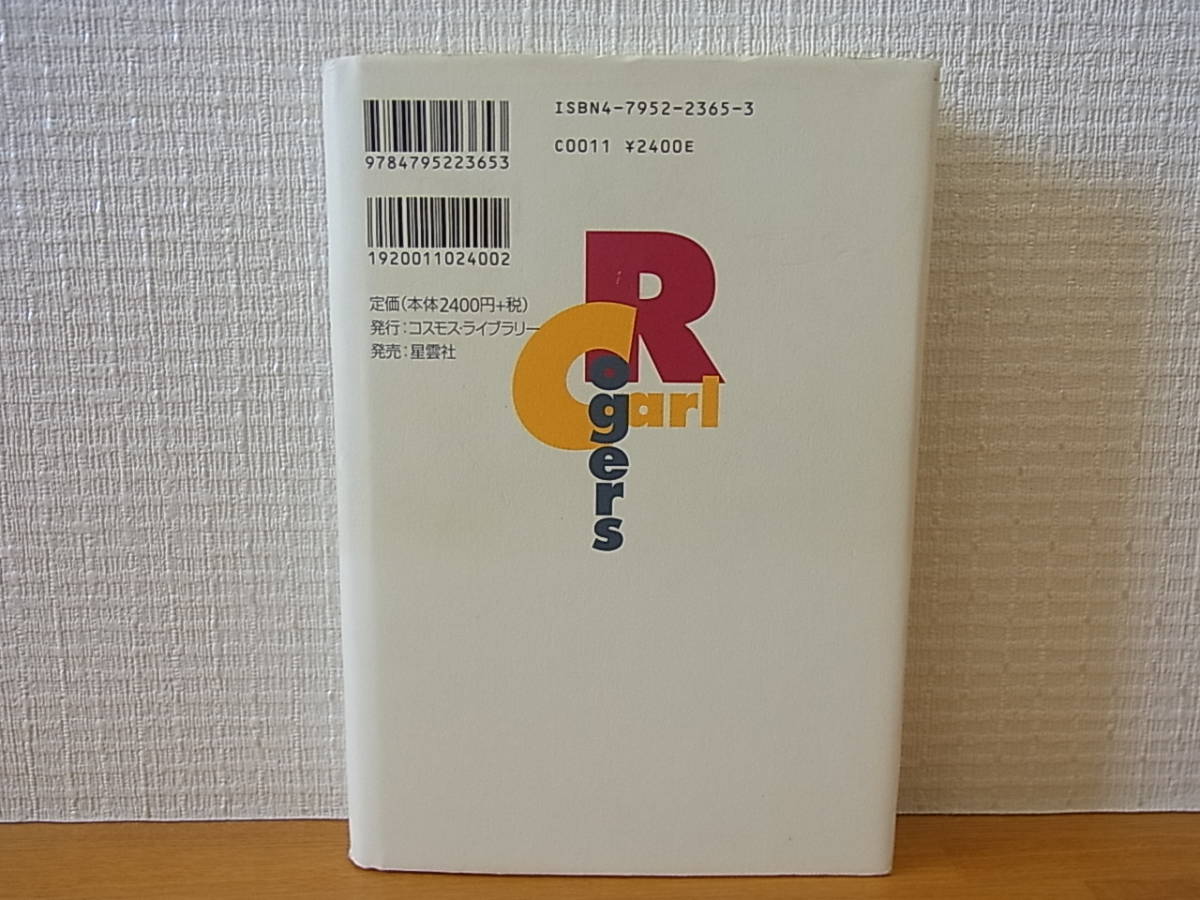 ISBN4-7952-2365-3
9784795223653
C0011 ¥2400E
1920011024002
定価(本体2400円+税)
発行:コスモス・ライブラリー
発売:星雲社
Rogers
Carl